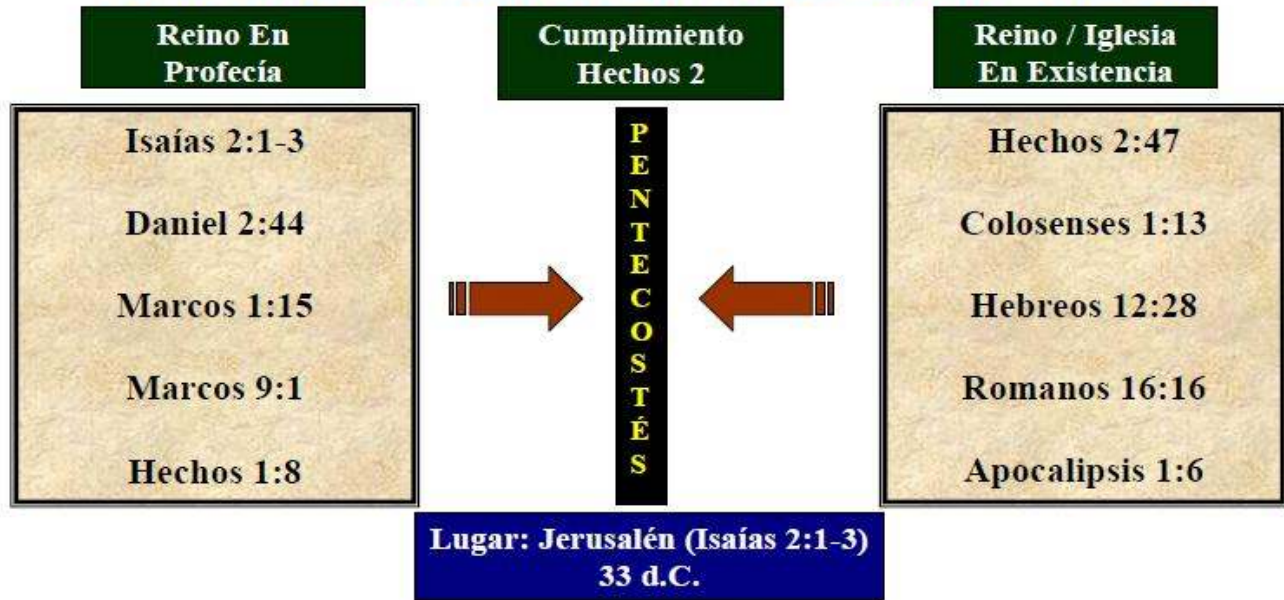 Reino En
Profecía
Isaías 2:1-3
Daniel 2:44
Marcos 1:15
Marcos 9:1
Hechos 1:8
Cumplimiento
Hechos 2
PENTECOSTÉS
Reino / Iglesia
En Existencia
Hechos 2:47
Colosenses 1:13
Hebreos 12:28
Romanos 16:16
Apocalipsis 1:6
Lugar: Jerusalén (Isaías 2:1-3)
33 d.C.